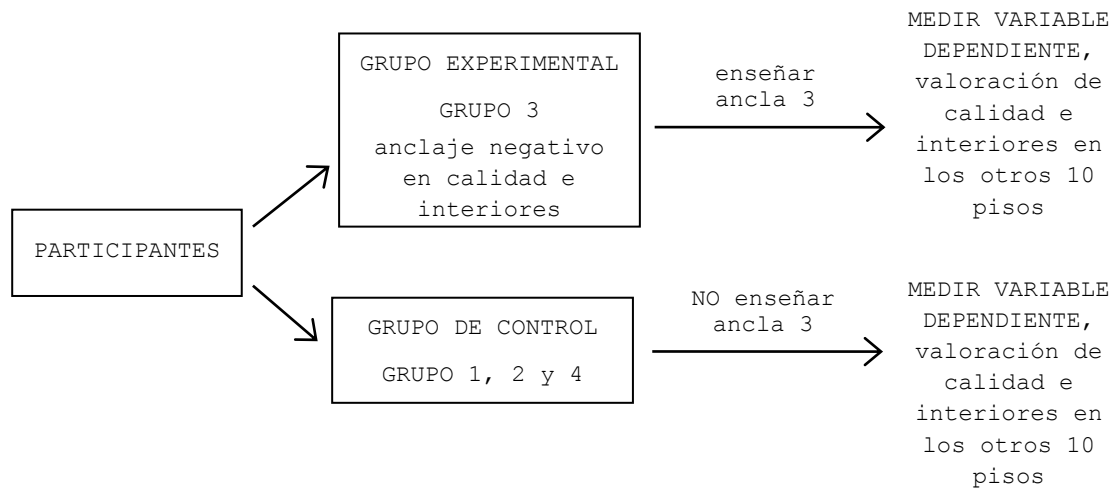 PARTICIPANTES
GRUPO EXPERIMENTAL
GRUPO 3
anclaje negativo
en calidad e
interiores
enseñar
ancla 3
MEDIR VARIABLE
DEPENDIENTE,
valoración de
calidad e
interiores en
los otros 10
pisos
GRUPO DE CONTROL
GRUPO 1, 2 y 4
NO enseñar
ancla 3
MEDIR VARIABLE
DEPENDIENTE,
valoración de
calidad e
interiores en
los otros 10
pisos